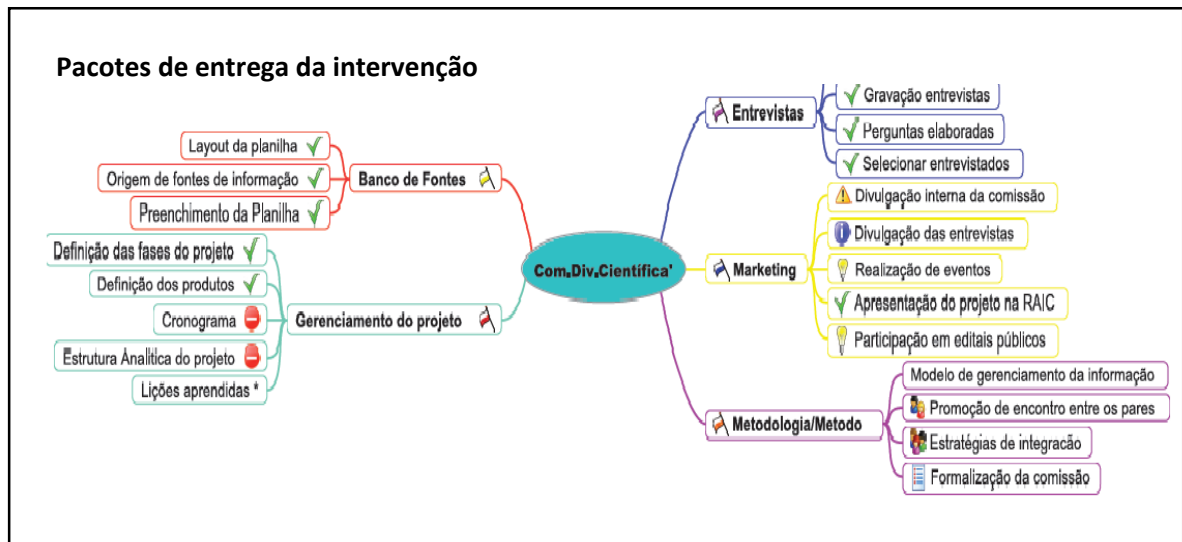 Pacotes de entrega da intervenção
Layout da planilha
Origem de fontes de informação
Preenchimento da Planilha
Banco de Fontes
Definição das fases do projeto
Definição dos produtos
Cronograma
Estrutura Analitica do projeto
Lições aprendidas *
Gerenciamento do projeto
Com.Div.Científica'
Entrevistas
Gravação entrevistas
Perguntas elaboradas
Selecionar entrevistados
Marketing
Divulgação interna da comissão
Divulgação das entrevistas
Realização de eventos
Apresentação do projeto na RAIC
Participação em editais públicos
Metodologia/Metodo
Modelo de gerenciamento da informação
Promoção de encontro entre os pares
Estratégias de integracão
Formalização da comissão